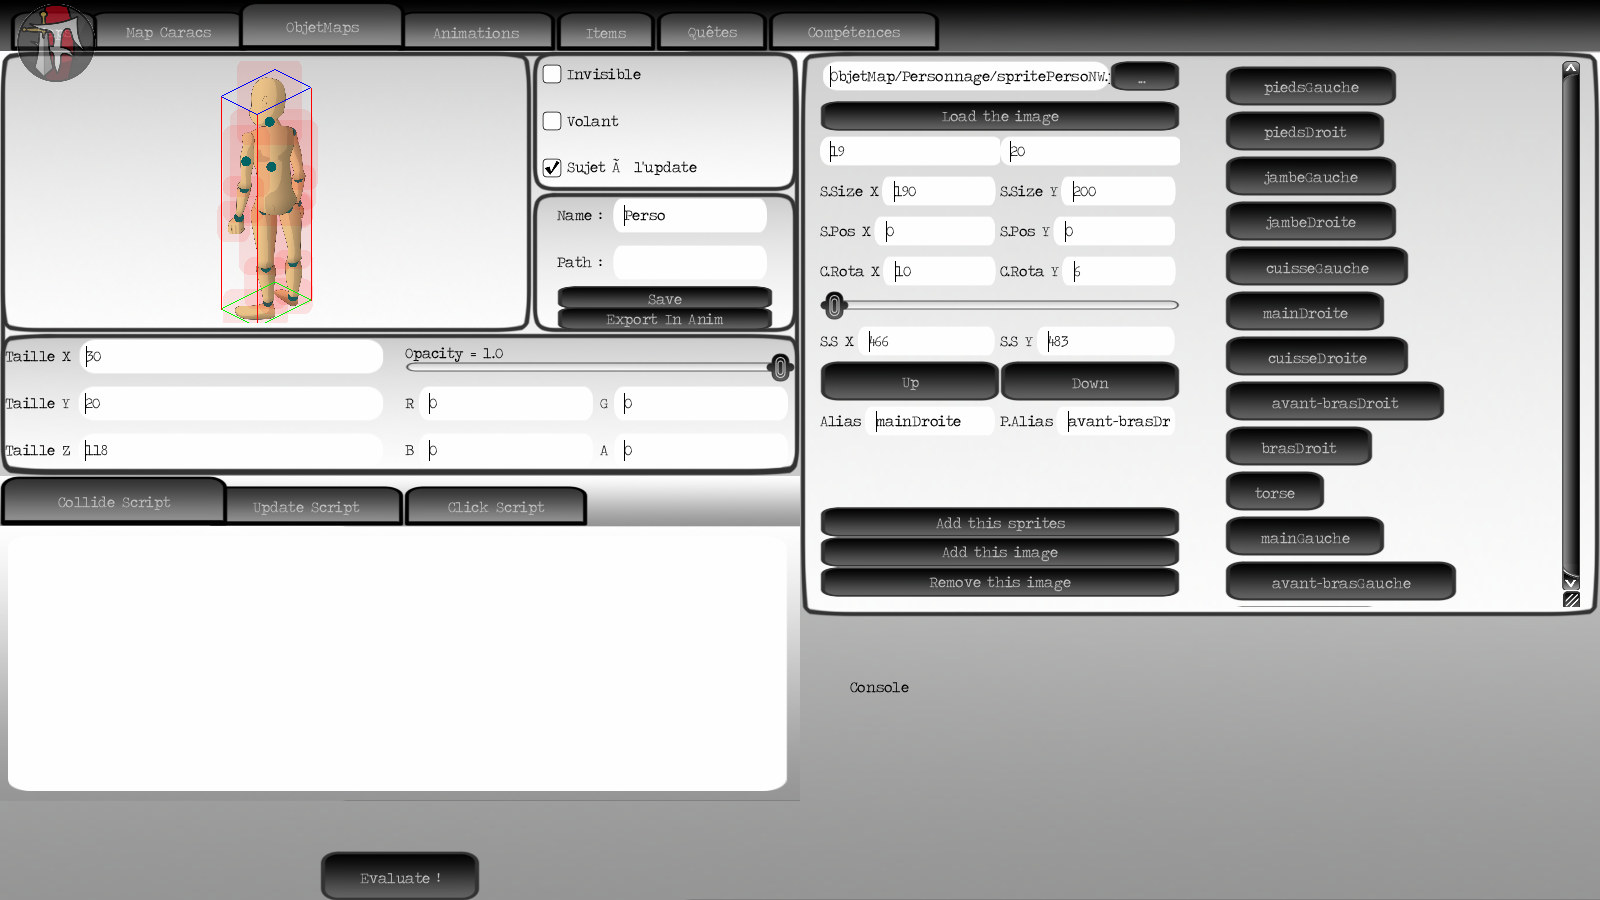 Map Caracs
ObjetMaps
Animations
Items
Quêtes
Compétences
Invisible
Volant
Sujet Ã  l'update
Name : Perso
Path :
Save
Export In Anim
Taille X 30
Opacity = 1.0
Taille Y 20
R 0 G 0
Taille Z 118
B 0 A 0
Collide Script
Update Script
Click Script
Evaluate !
ObjetMap/Personnage/spritePersoNW.
...
Load the image
19 20
S.Size X 190 S.Size Y 200
S.Pos X 0 S.Pos Y 0
C.Rota X 10 C.Rota Y 6
S.S X 466 S.S Y 483
Up Down
Alias mainDroite P.Alias avant-brasDr
Add this sprites
Add this image
Remove this image
piedsGauche
piedsDroit
jambeGauche
jambeDroite
cuisseGauche
mainDroite
cuisseDroite
avant-brasDroit
brasDroit
torse
mainGauche
avant-brasGauche
Console